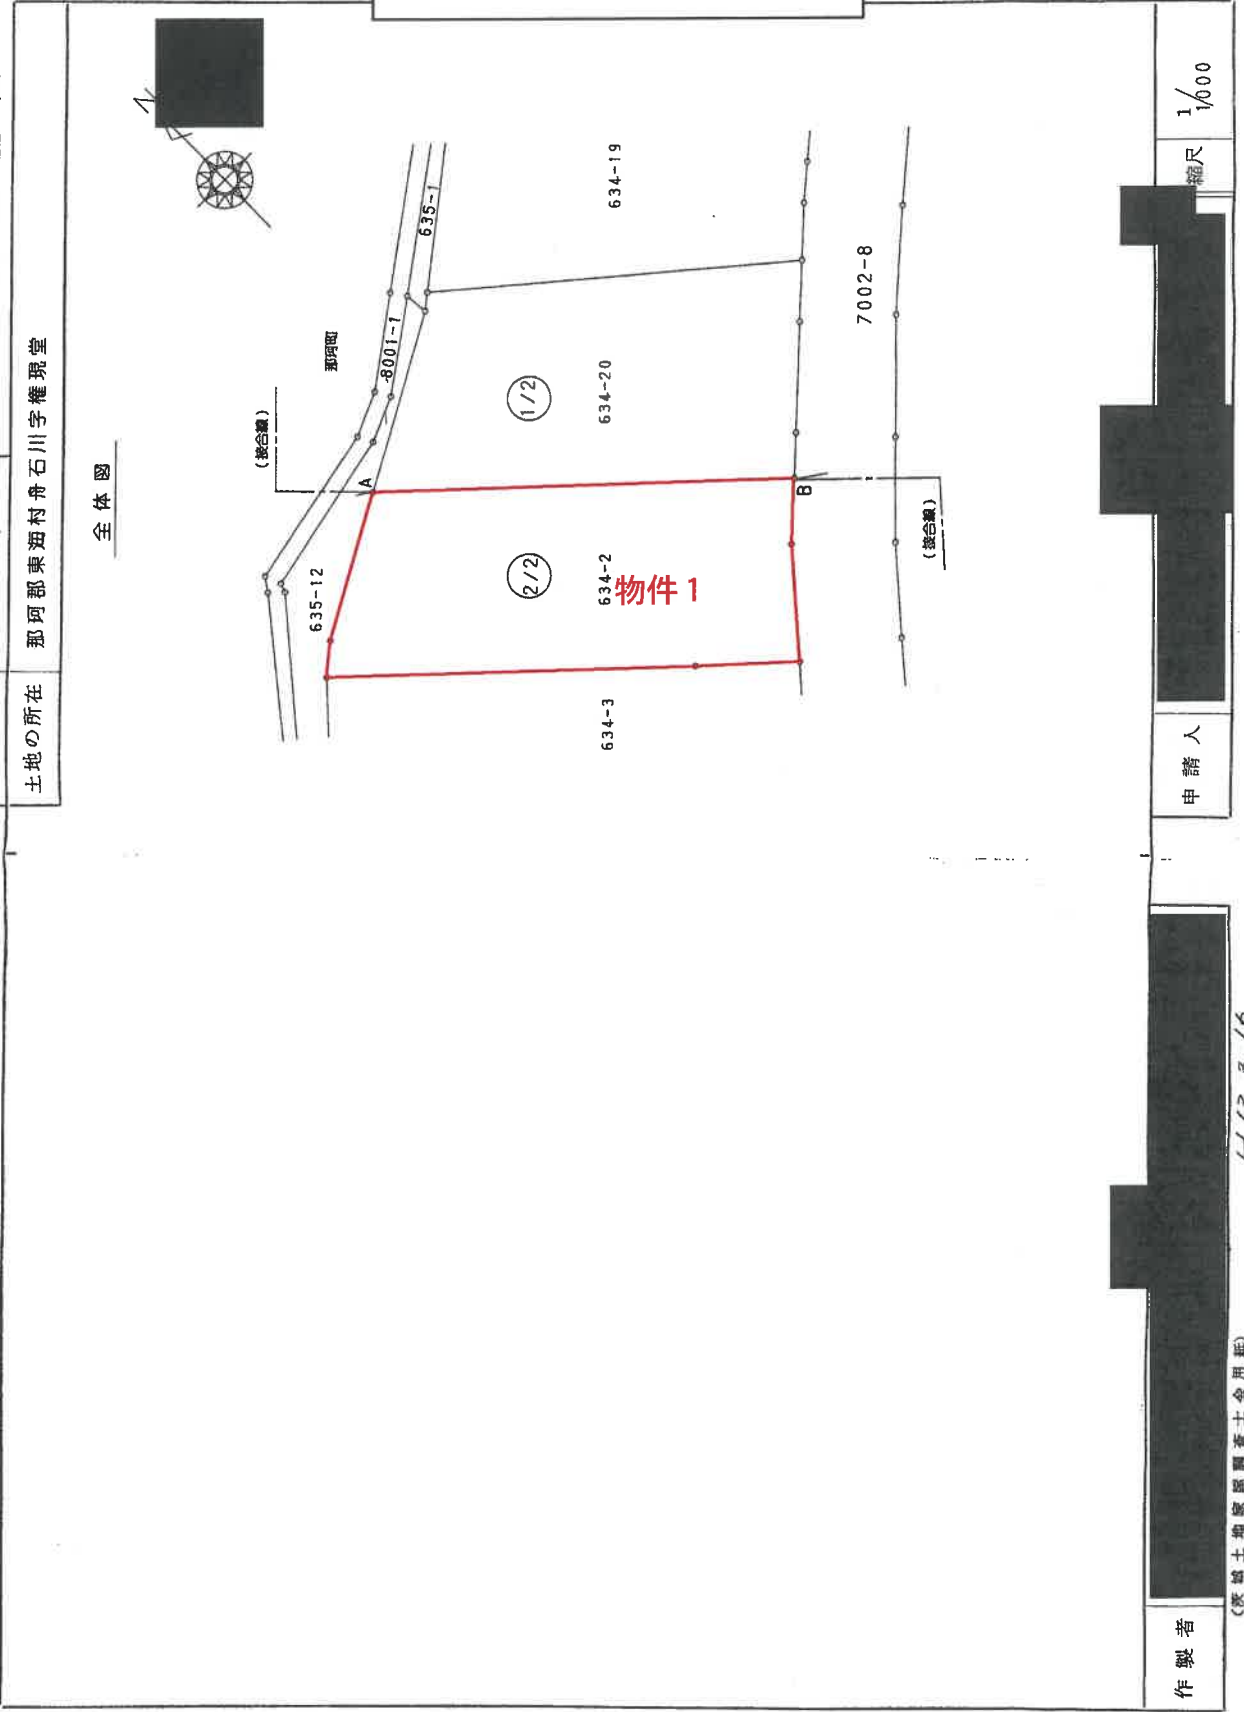 土地の所在
那珂郡東海村舟石川字権現堂
全体図
(接合線)
那珂町
635-12
8001-1
635-1
A
2/2
1/2
634-3
634-2
物件1
634-20
634-19
B
7002-8
(接合線)
作製者
申請人
縮尺
1/1000